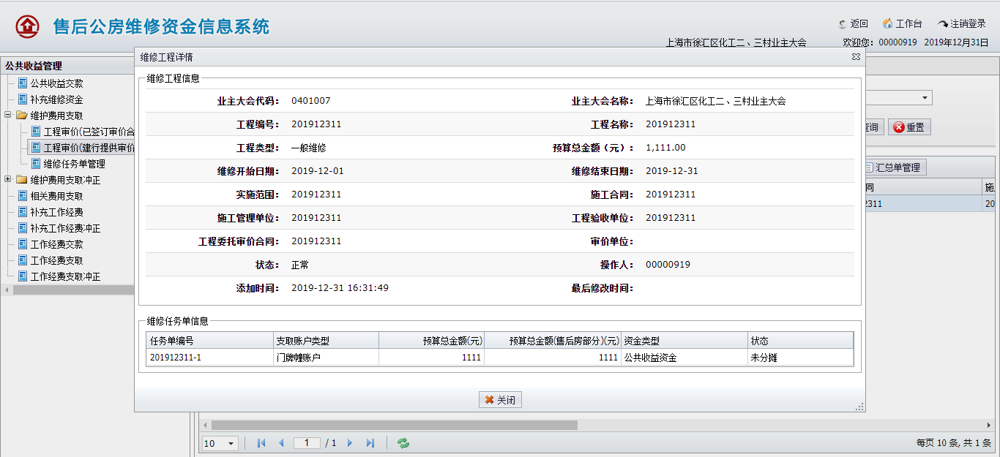 售后公房维修资金信息系统
返回 工作台 注销登录
上海市徐汇区化工二、三村业主大会 欢迎您: 00000919 2019年12月31日
公共收益管理
公共收益交款
补充维修资金
维护费用支取
工程审价(已签订审价合
工程审价(建行提供审价
维修任务单管理
维护费用支取冲正
相关费用支取
补充工作经费
补充工作经费冲正
工作经费交款
工作经费支取
工作经费支取冲正
维修工程详情
维修工程信息
业主大会代码: 0401007 业主大会名称: 上海市徐汇区化工二、三村业主大会
工程编号: 201912311 工程名称: 201912311
工程类型: 一般维修 预算总金额（元）: 1,111.00
维修开始日期: 2019-12-01 维修结束日期: 2019-12-31
实施范围: 201912311 施工合同: 201912311
施工管理单位: 201912311 工程验收单位: 201912311
工程委托审价合同: 201912311 审价单位:
状态: 正常 操作人: 00000919
添加时间: 2019-12-31 16:31:49 最后修改时间:
维修任务单信息
任务单编号 支取账户类型 预算总金额(元) 预算总金额(售后房部分)(元) 资金类型 状态
201912311-1 门牌幢账户 1111 1111 公共收益资金 未分摊
关闭
查询 重置
汇总单管理
同 施
2311 20
10 1 / 1 每页 10 条, 共 1 条